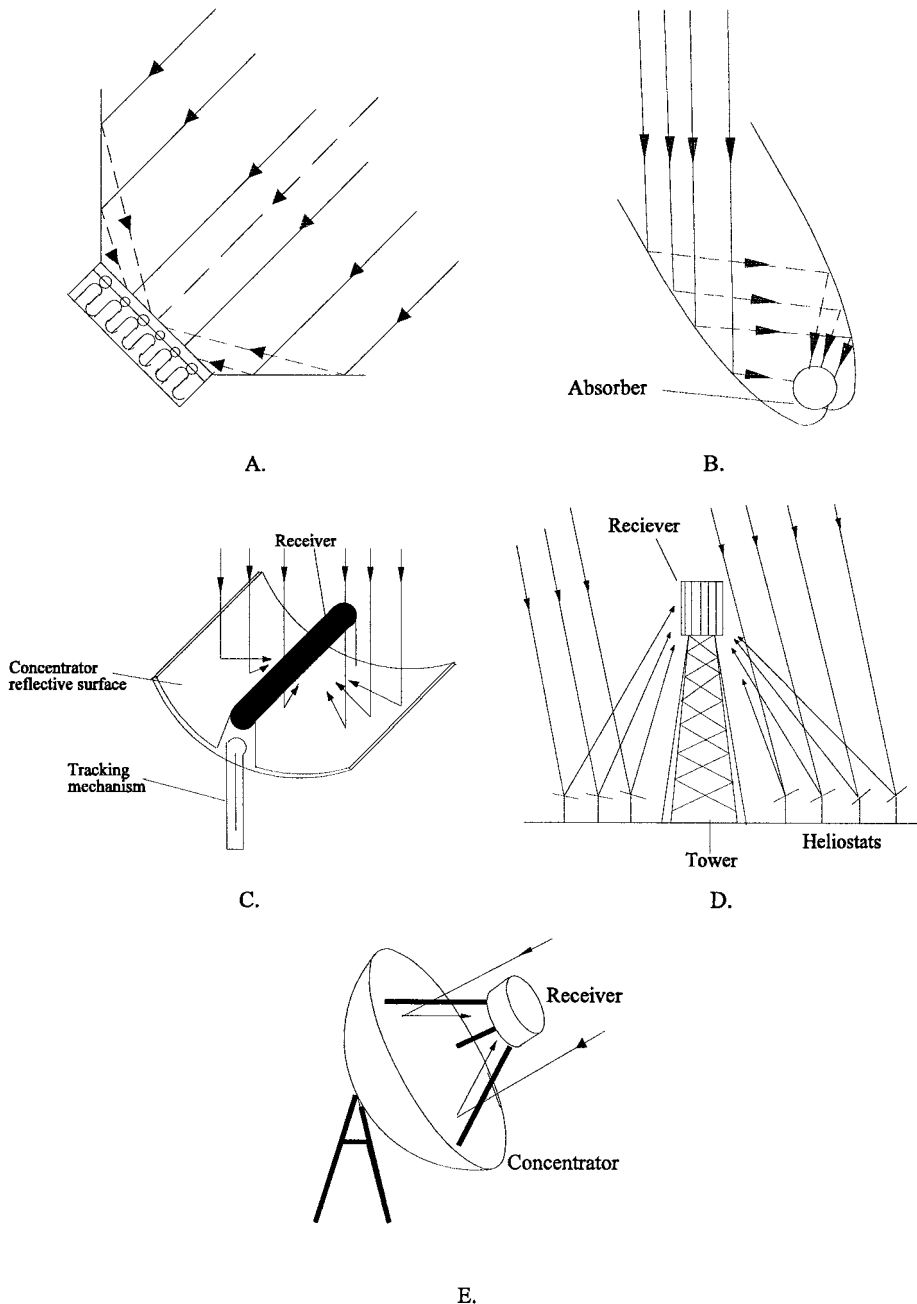 Absorber
A.
B.
Receiver
Concentrator
reflective surface
Tracking
mechanism
C.
Reciever
Heliostats
Tower
D.
Receiver
Concentrator
E.